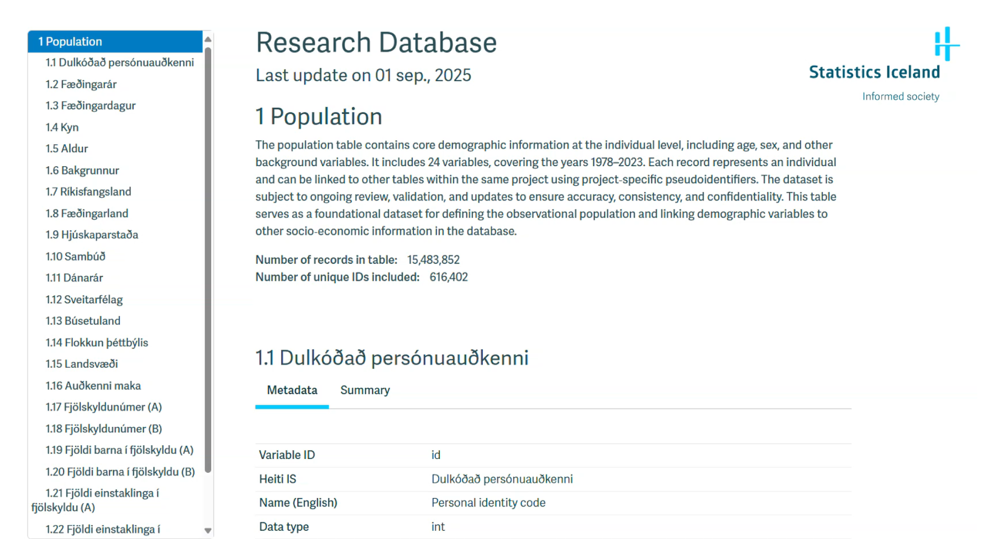 1 Population
1.1 Dulkóðað persónuauðkenni
1.2 Fæðingarár
1.3 Fæðingardagur
1.4 Kyn
1.5 Aldur
1.6 Bakgrunnur
1.7 Ríkisfangsland
1.8 Fæðingarland
1.9 Hjúskaparstaða
1.10 Sambúð
1.11 Dánarár
1.12 Sveitarfélag
1.13 Búsetuland
1.14 Flokkun þéttbýlis
1.15 Landsvæði
1.16 Auðkenni maka
1.17 Fjölskyldunúmer (A)
1.18 Fjölskyldunúmer (B)
1.19 Fjöldi barna í fjölskyldu (A)
1.20 Fjöldi barna í fjölskyldu (B)
1.21 Fjöldi einstaklinga í
fjölskyldu (A)
1.22 Fjöldi einstaklinga í
Research Database
Last update on 01 sep., 2025
Statistics Iceland
Informed society
1 Population
The population table contains core demographic information at the individual level, including age, sex, and other
background variables. It includes 24 variables, covering the years 1978–2023. Each record represents an individual
and can be linked to other tables within the same project using project-specific pseudoidentifiers. The dataset is
subject to ongoing review, validation, and updates to ensure accuracy, consistency, and confidentiality. This table
serves as a foundational dataset for defining the observational population and linking demographic variables to
other socio-economic information in the database.
Number of records in table: 15,483,852
Number of unique IDs included: 616,402
1.1 Dulkóðað persónuauðkenni
Metadata Summary
Variable ID id
Heiti IS Dulkóðað persónuauðkenni
Name (English) Personal identity code
Data type int